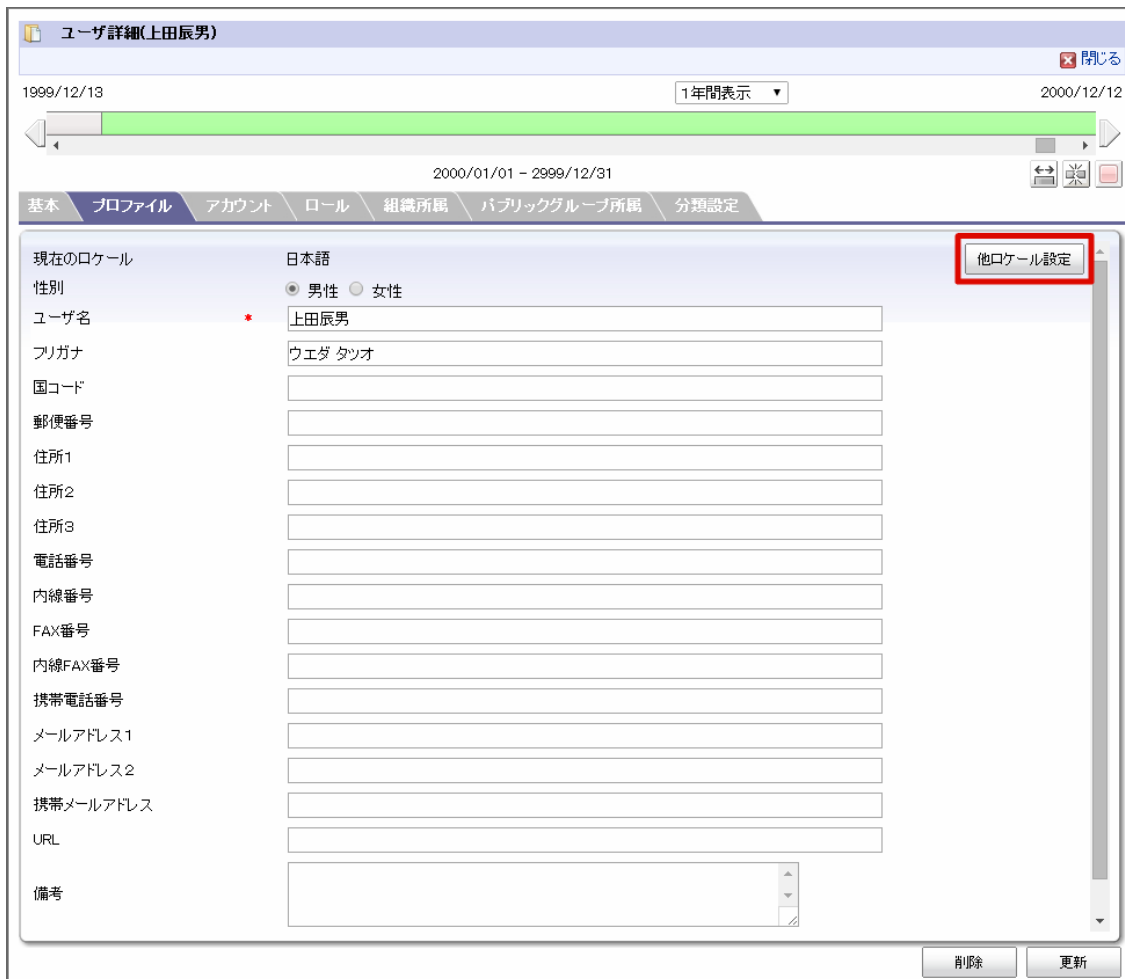 ユーザ詳細(上田辰男)
閉じる
1999/12/13 1年間表示 2000/12/12
2000/01/01 - 2999/12/31
基本 プロファイル アカウント ロール 組織所属 パブリックグループ所属 分類設定
現在のロケール 日本語 他ロケール設定
性別 男性 女性
ユーザ名 * 上田辰男
フリガナ ウエダ タツオ
国コード
郵便番号
住所1
住所2
住所3
電話番号
内線番号
FAX番号
内線FAX番号
携帯電話番号
メールアドレス1
メールアドレス2
携帯メールアドレス
URL
備考
削除 更新